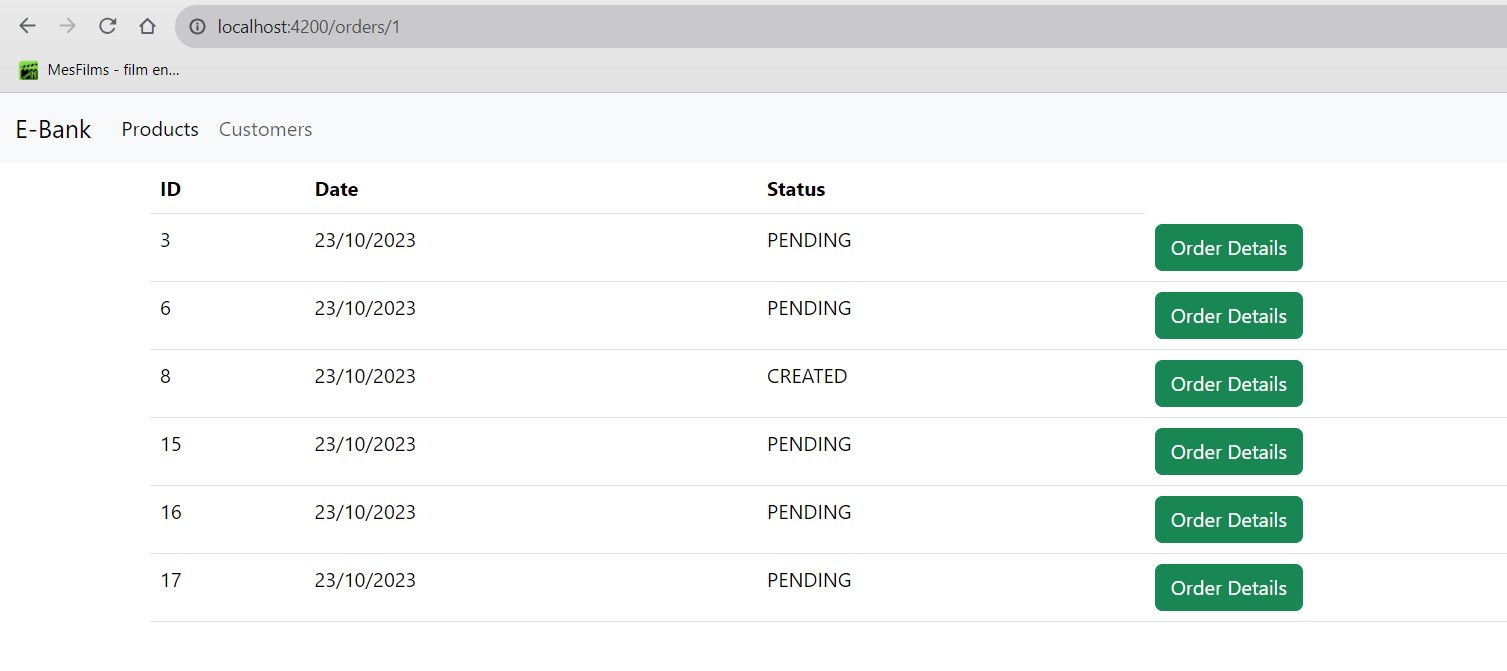 localhost:4200/orders/1
MesFilms - film en...
E-Bank Products Customers
ID Date Status
3 23/10/2023 PENDING Order Details
6 23/10/2023 PENDING Order Details
8 23/10/2023 CREATED Order Details
15 23/10/2023 PENDING Order Details
16 23/10/2023 PENDING Order Details
17 23/10/2023 PENDING Order Details